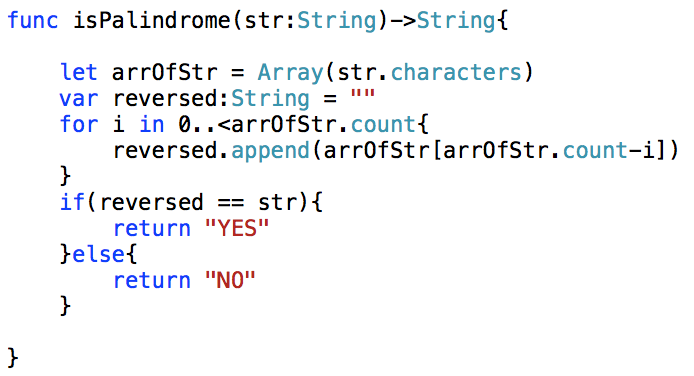 func isPalindrome(str:String)->String{
    let arrOfStr = Array(str.characters)
    var reversed:String = ""
    for i in 0..<arrOfStr.count{
        reversed.append(arrOfStr[arrOfStr.count-i])
    }
    if(reversed == str){
        return "YES"
    }else{
        return "NO"
    }
}